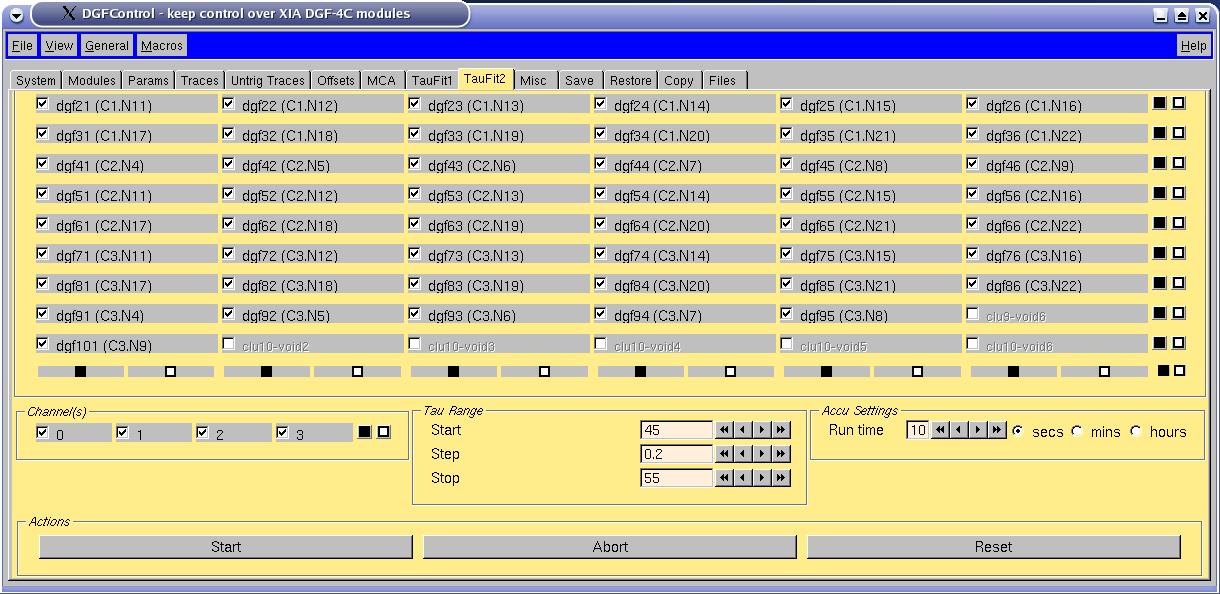 DGFControl - keep control over XIA DGF-4C modules
File View General Macros Help
System Modules Params Traces Untrig Traces Offsets MCA TauFit1 TauFit2 Misc Save Restore Copy Files
dgf21 (C1.N11) dgf22 (C1.N12) dgf23 (C1.N13) dgf24 (C1.N14) dgf25 (C1.N15) dgf26 (C1.N16)
dgf31 (C1.N17) dgf32 (C1.N18) dgf33 (C1.N19) dgf34 (C1.N20) dgf35 (C1.N21) dgf36 (C1.N22)
dgf41 (C2.N4) dgf42 (C2.N5) dgf43 (C2.N6) dgf44 (C2.N7) dgf45 (C2.N8) dgf46 (C2.N9)
dgf51 (C2.N11) dgf52 (C2.N12) dgf53 (C2.N13) dgf54 (C2.N14) dgf55 (C2.N15) dgf56 (C2.N16)
dgf61 (C2.N17) dgf62 (C2.N18) dgf63 (C2.N19) dgf64 (C2.N20) dgf65 (C2.N21) dgf66 (C2.N22)
dgf71 (C3.N11) dgf72 (C3.N12) dgf73 (C3.N13) dgf74 (C3.N14) dgf75 (C3.N15) dgf76 (C3.N16)
dgf81 (C3.N17) dgf82 (C3.N18) dgf83 (C3.N19) dgf84 (C3.N20) dgf85 (C3.N21) dgf86 (C3.N22)
dgf91 (C3.N4) dgf92 (C3.N5) dgf93 (C3.N6) dgf94 (C3.N7) dgf95 (C3.N8) clu9-void6
dgf101 (C3.N9) clu10-void2 clu10-void3 clu10-void4 clu10-void5 clu10-void6
Channel(s) Tau Range Accu Settings
0 1 2 3 Start 45 Run time 10 secs mins hours
Step 0.2
Stop 55
Actions
Start Abort Reset